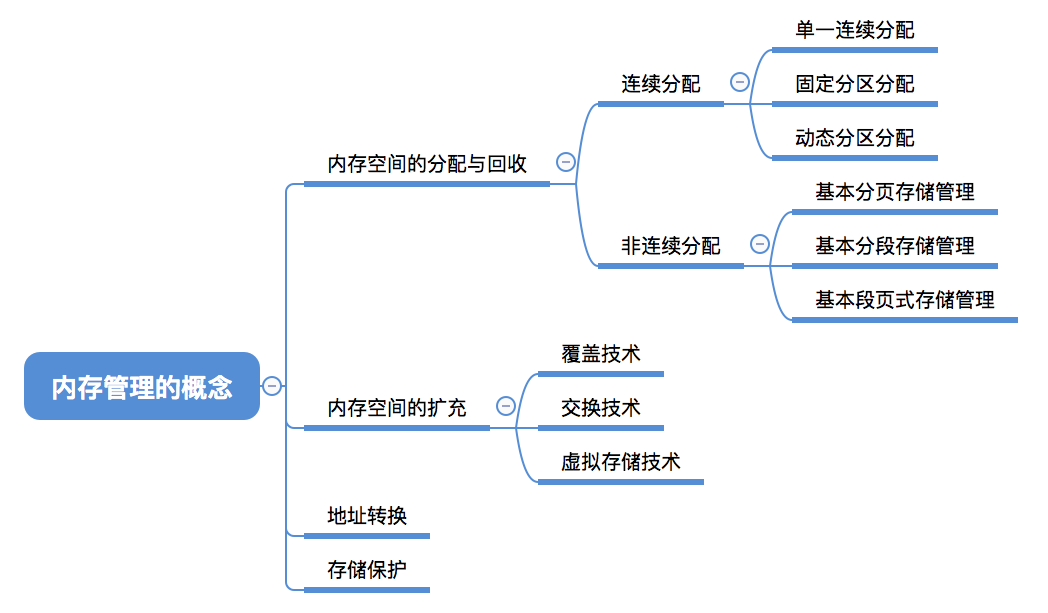 内存管理的概念
内存空间的分配与回收
连续分配
单一连续分配
固定分区分配
动态分区分配
非连续分配
基本分页存储管理
基本分段存储管理
基本段页式存储管理
内存空间的扩充
覆盖技术
交换技术
虚拟存储技术
地址转换
存储保护